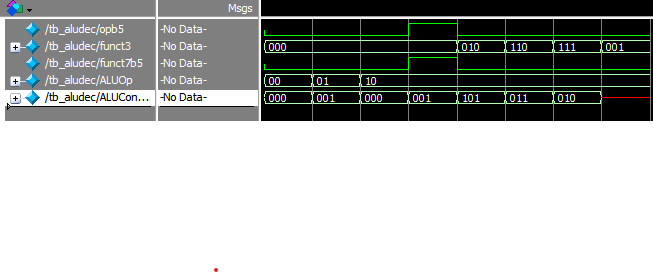 Msgs
/tb_aludec/opb5 -No Data-
/tb_aludec/funct3 -No Data- 000 010 110 111 001
/tb_aludec/funct7b5 -No Data-
/tb_aludec/ALUOp -No Data- 00 01 10
/tb_aludec/ALUCon... -No Data- 000 001 000 001 101 011 010